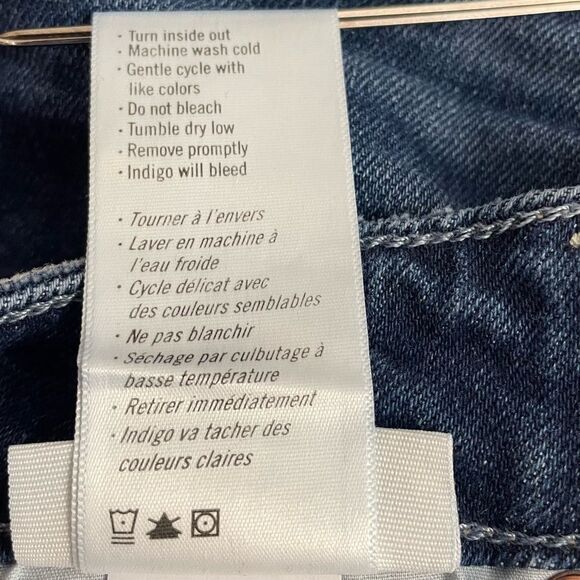 · Turn inside out
· Machine wash cold
· Gentle cycle with
like colors
· Do not bleach
· Tumble dry low
· Remove promptly
· Indigo will bleed
· Tourner à l'envers
· Laver en machine à
l'eau froide
· Cycle délicat avec
des couleurs semblables
· Ne pas blanchir
· Séchage par culbutage à
basse température
· Retirer immédiatement
· Indigo va tacher des
couleurs claires